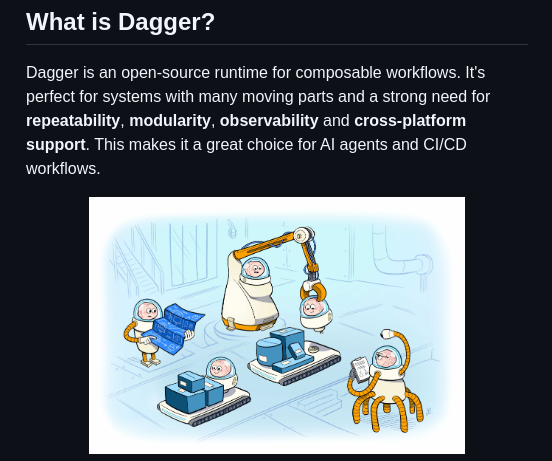 What is Dagger?
Dagger is an open-source runtime for composable workflows. It's
perfect for systems with many moving parts and a strong need for
repeatability, modularity, observability and cross-platform
support. This makes it a great choice for AI agents and CI/CD
workflows.